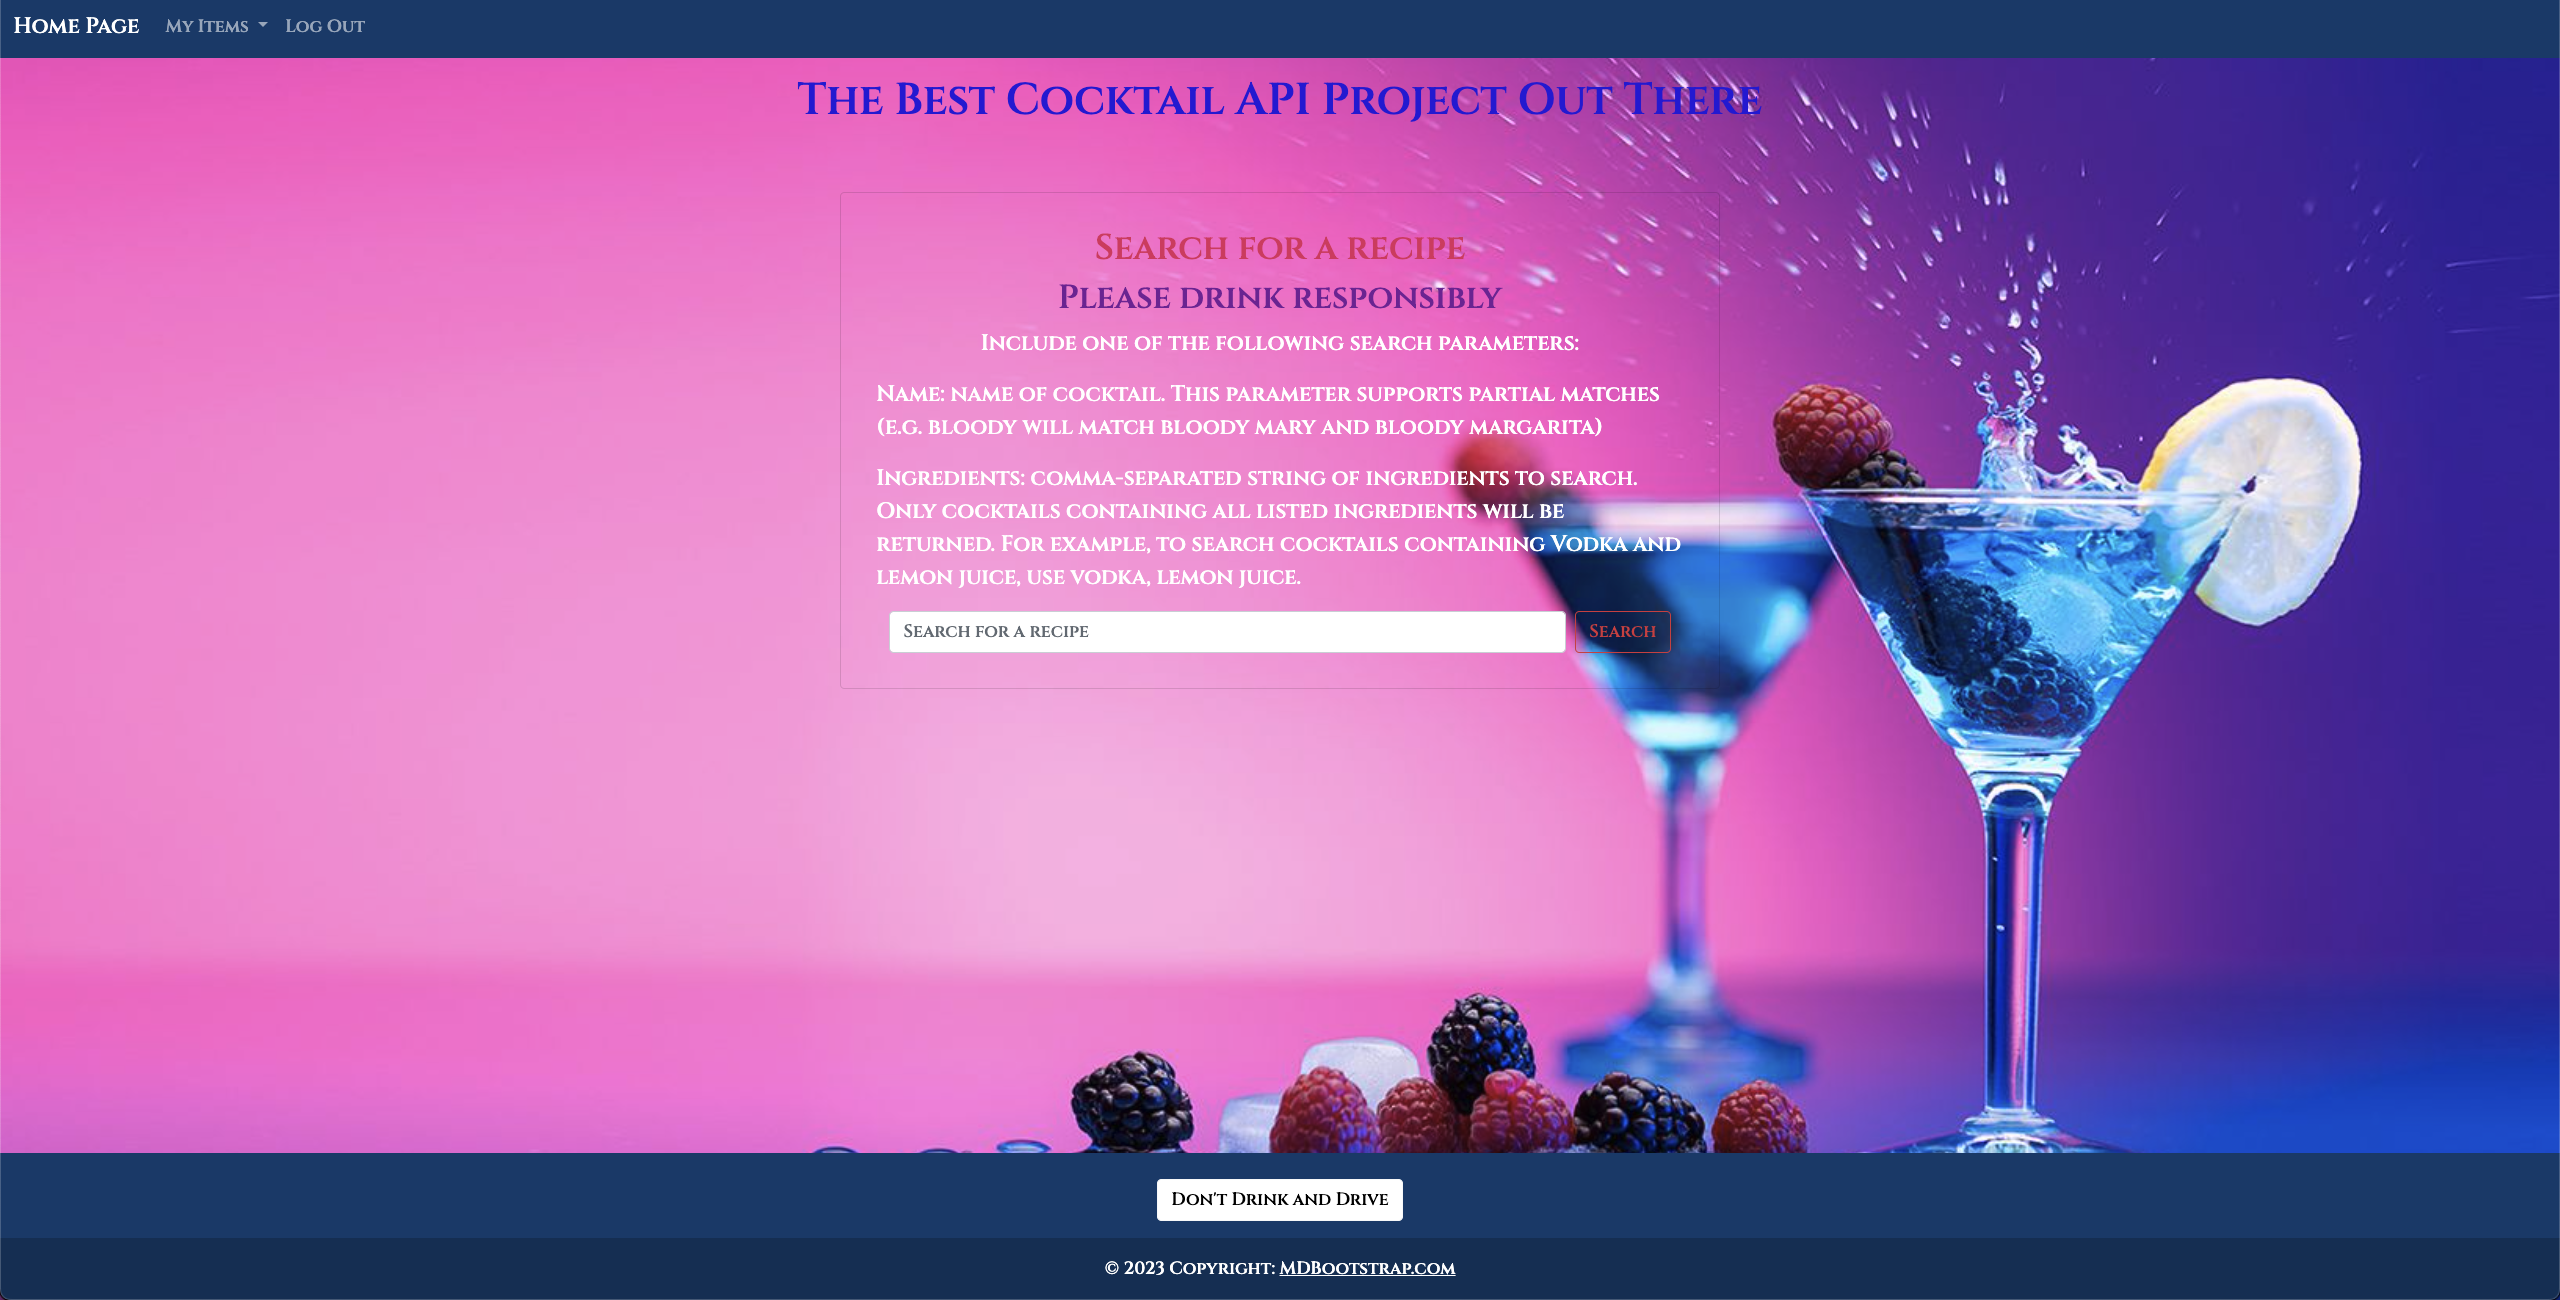 Home Page My Items Log Out
The Best Cocktail API Project Out There
Search for a recipe
Please drink responsibly
Include one of the following search parameters:
Name: name of cocktail. This parameter supports partial matches
(e.g. bloody will match bloody mary and bloody margarita)
Ingredients: comma-separated string of ingredients to search.
Only cocktails containing all listed ingredients will be
returned. For example, to search cocktails containing Vodka and
lemon juice, use vodka, lemon juice.
Search for a recipe Search
Don't Drink and Drive
© 2023 Copyright: MDBootstrap.com